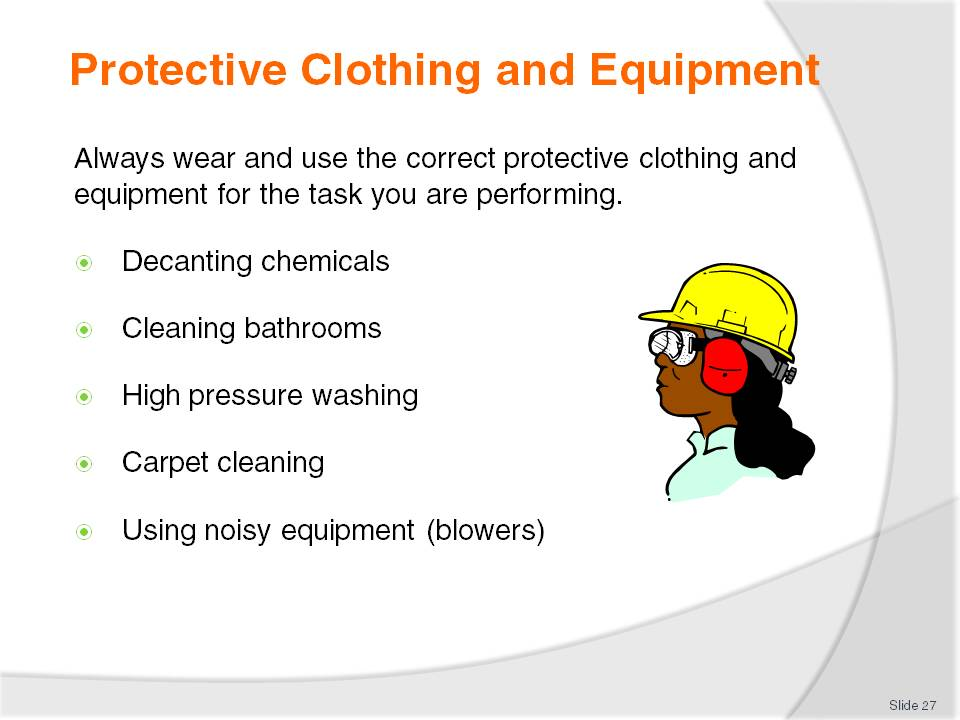 Protective Clothing and Equipment
Always wear and use the correct protective clothing and
equipment for the task you are performing.
Decanting chemicals
Cleaning bathrooms
High pressure washing
Carpet cleaning
Using noisy equipment (blowers)
Slide 27